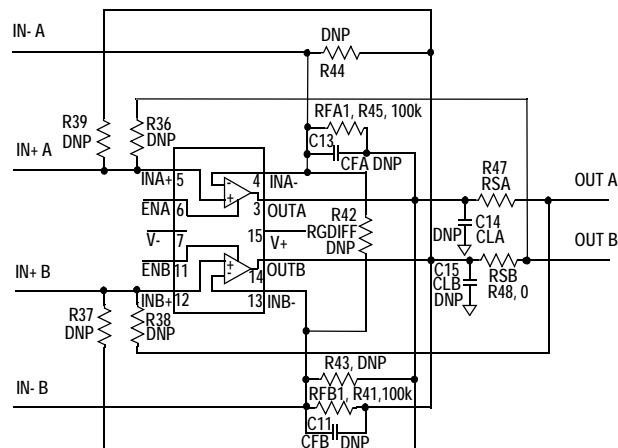 IN- A
DNP
R44
R39
DNP
R36
DNP
RFA1, R45, 100k
C13
CFA DNP
IN+ A
INA+ 5
4 INA-
R47
RSA
OUT A
ENA 6
3 OUTA
R42
RGDIFF
DNP
C14
CLA
DNP
V- 7
15 V+
OUT B
ENB 11
14 OUTB
C15
CLB
DNP
RSB
R48, 0
IN+ B
INB+ 12
13 INB-
R37
DNP
R38
DNP
R43, DNP
IN- B
RFB1, R41,100k
C11
CFB DNP